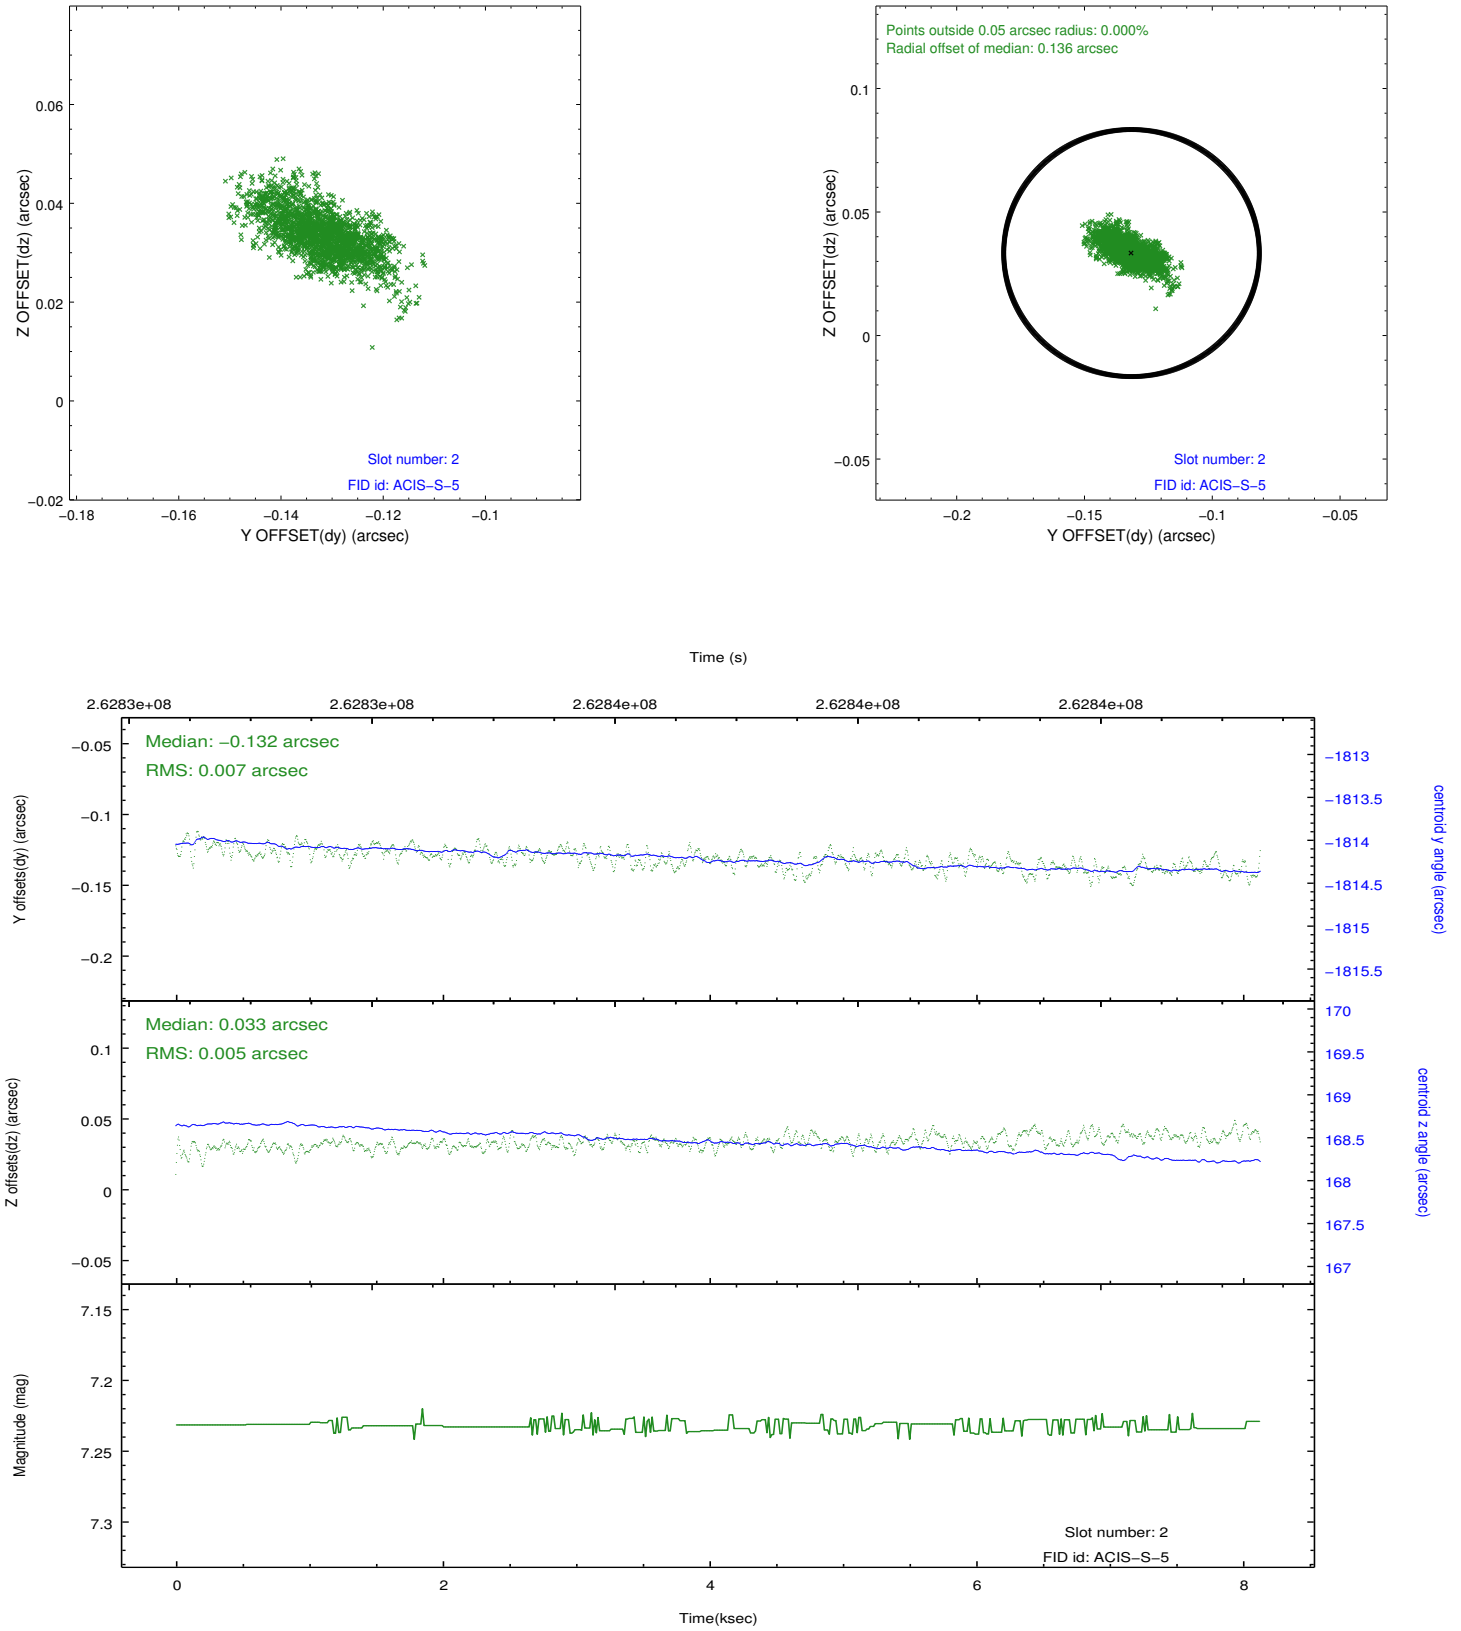 0.06
0.04
0.02
0
−0.02
−0.18
−0.16
−0.14
−0.12
−0.1
Z OFFSET(dz) (arcsec)
Y OFFSET(dy) (arcsec)
Slot number: 2
FID id: ACIS−S−5
Points outside 0.05 arcsec radius: 0.000%
Radial offset of median: 0.136 arcsec
0.1
0.05
0
−0.05
−0.2
−0.15
−0.1
−0.05
Z OFFSET(dz) (arcsec)
Y OFFSET(dy) (arcsec)
Slot number: 2
FID id: ACIS−S−5
Time (s)
2.6283e+08
2.6283e+08
2.6284e+08
2.6284e+08
2.6284e+08
Median: −0.132 arcsec
RMS: 0.007 arcsec
−0.05
−0.1
−0.15
−0.2
Y offsets(dy) (arcsec)
−1813
−1813.5
−1814
−1814.5
−1815
−1815.5
centroid y angle (arcsec)
Median: 0.033 arcsec
RMS: 0.005 arcsec
0.1
0.05
0
−0.05
Z offsets(dz) (arcsec)
170
169.5
169
168.5
168
167.5
167
centroid z angle (arcsec)
7.15
7.2
7.25
7.3
Magnitude (mag)
Slot number: 2
FID id: ACIS−S−5
0
2
4
6
8
Time(ksec)